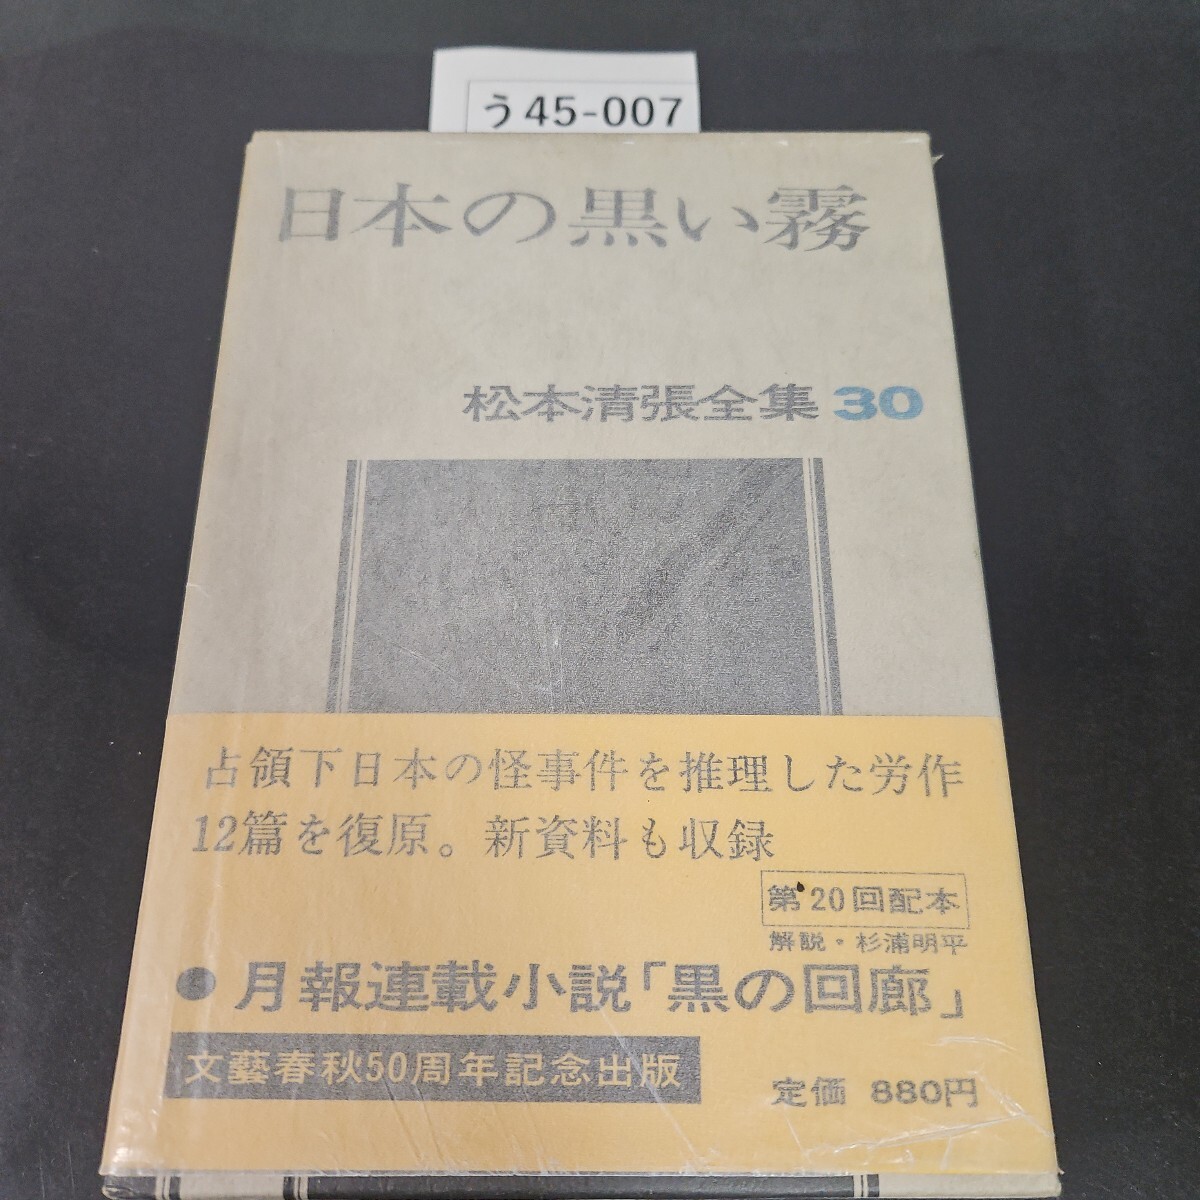 う45-007
日本の黒い霧
松本清張全集 30
占領下日本の怪事件を推理した労作
12篇を復原。新資料も収録
第20回配本
解説・杉浦明平
●月報連載小説「黒の回廊」
文藝春秋50周年記念出版
定価 880円